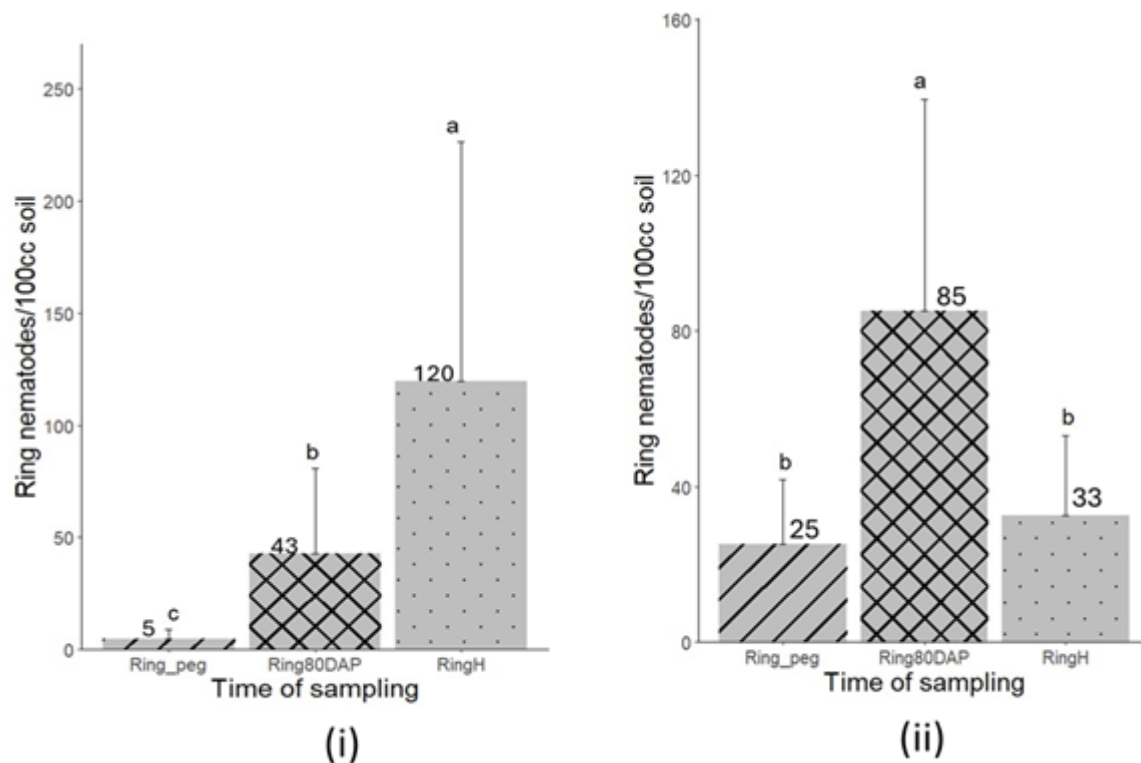 Ring nematodes/100cc soil
250
200
150
100
50
0
5
c
43
b
120
a
Ring_peg
Ring80DAP
RingH
Time of sampling
(i)
Ring nematodes/100cc soil
160
120
80
40
0
b
25
a
85
b
33
Ring_peg
Ring80DAP
RingH
Time of sampling
(ii)